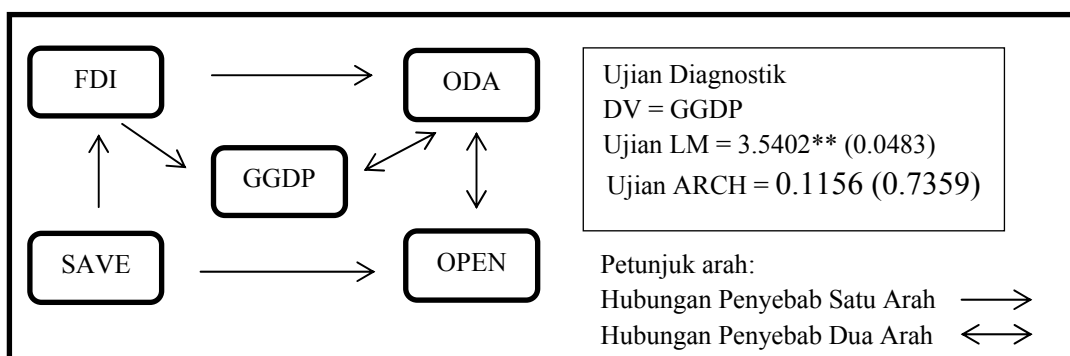 FDI
ODA
GGDP
SAVE
OPEN
Ujian Diagnostik
DV = GGDP
Ujian LM = 3.5402** (0.0483)
Ujian ARCH = 0.1156 (0.7359)
Petunjuk arah:
Hubungan Penyebab Satu Arah
Hubungan Penyebab Dua Arah